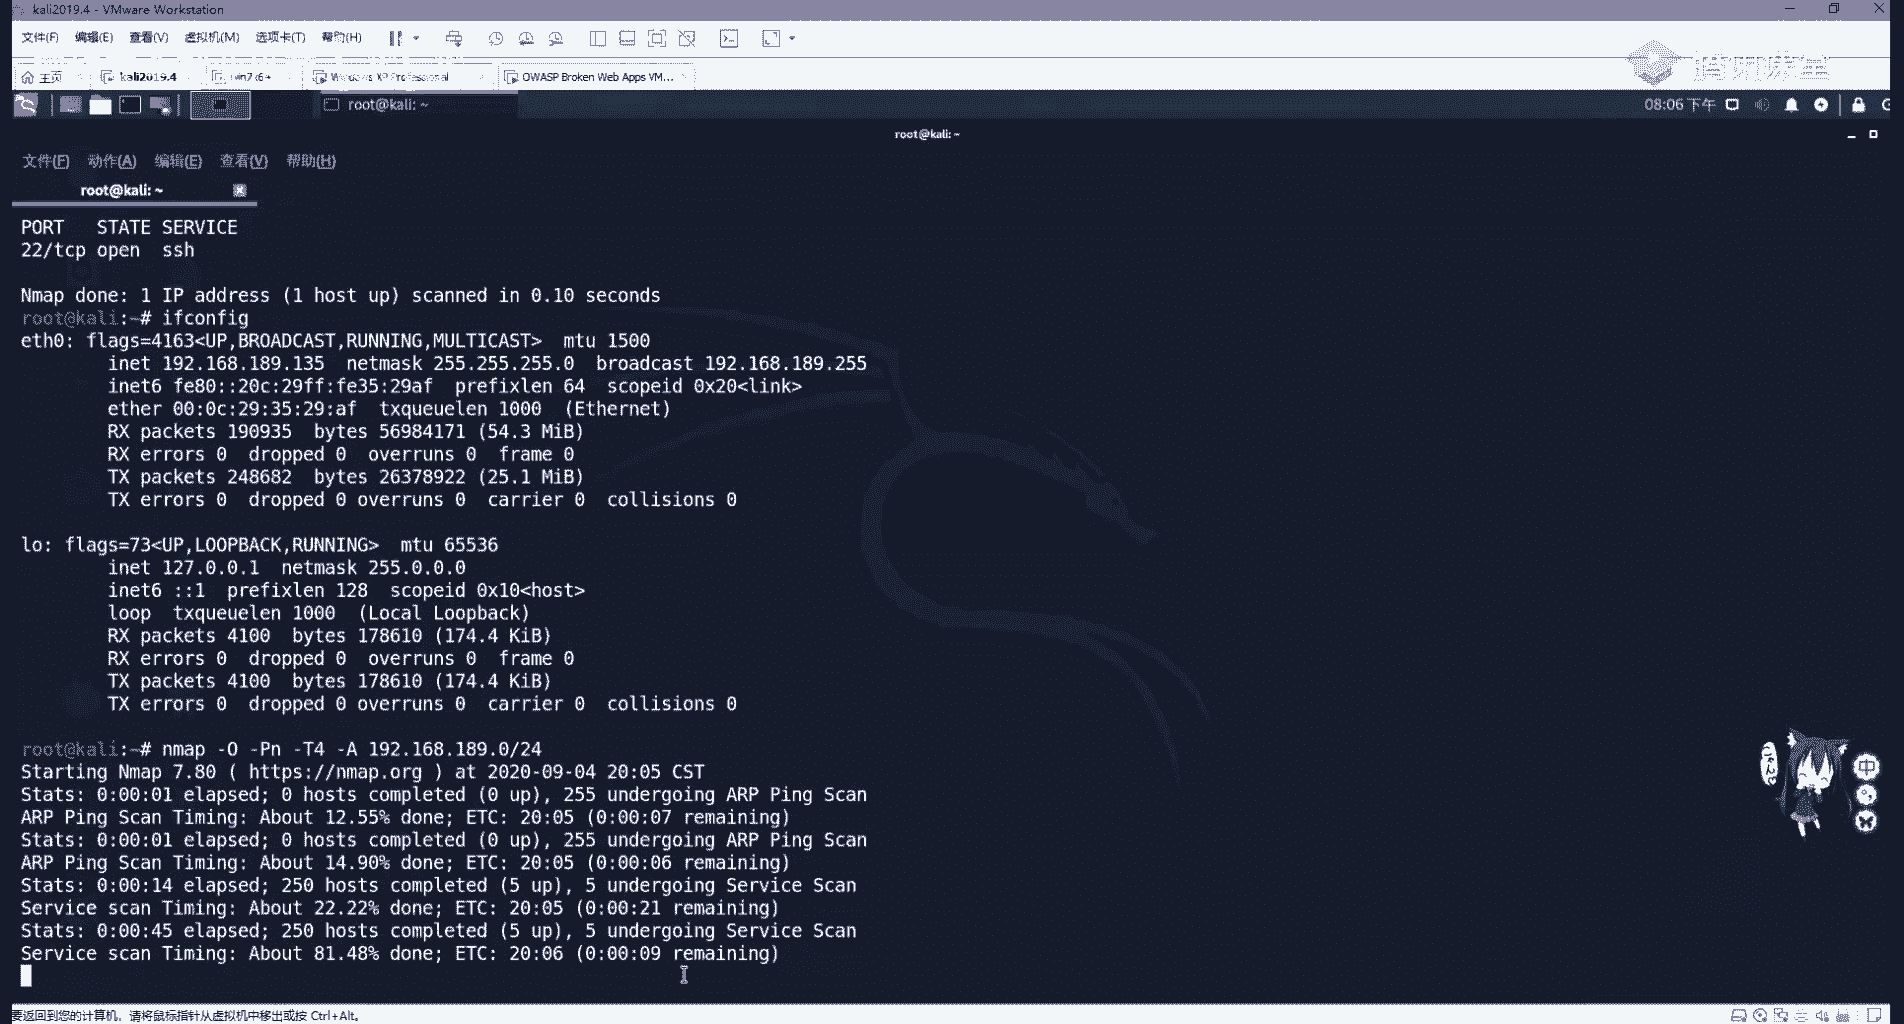 kali2019.4 - VMware Workstation
文件(F) 编辑(E) 查看(V) 虚拟机(M) 选项卡(T) 帮助(H)
主页 kali2019.4 win7x64 Windows XP Professional OWASP Broken Web Apps VM...
root@kali: ~ 08:06 下午
root@kali: ~
文件(F) 动作(A) 编辑(E) 查看(V) 帮助(H)
root@kali: ~
PORT STATE SERVICE
22/tcp open ssh
Nmap done: 1 IP address (1 host up) scanned in 0.10 seconds
root@kali:~# ifconfig
eth0: flags=4163<UP,BROADCAST,RUNNING,MULTICAST> mtu 1500
inet 192.168.189.135 netmask 255.255.255.0 broadcast 192.168.189.255
inet6 fe80::20c:29ff:fe35:29af prefixlen 64 scopeid 0x20<link>
ether 00:0c:29:35:29:af txqueuelen 1000 (Ethernet)
RX packets 190935 bytes 56984171 (54.3 MiB)
RX errors 0 dropped 0 overruns 0 frame 0
TX packets 248682 bytes 26378922 (25.1 MiB)
TX errors 0 dropped 0 overruns 0 carrier 0 collisions 0
lo: flags=73<UP,LOOPBACK,RUNNING> mtu 65536
inet 127.0.0.1 netmask 255.0.0.0
inet6 ::1 prefixlen 128 scopeid 0x10<host>
loop txqueuelen 1000 (Local Loopback)
RX packets 4100 bytes 178610 (174.4 KiB)
RX errors 0 dropped 0 overruns 0 frame 0
TX packets 4100 bytes 178610 (174.4 KiB)
TX errors 0 dropped 0 overruns 0 carrier 0 collisions 0
root@kali:~# nmap -O -Pn -T4 -A 192.168.189.0/24
Starting Nmap 7.80 ( https://nmap.org ) at 2020-09-04 20:05 CST
Stats: 0:00:01 elapsed; 0 hosts completed (0 up), 255 undergoing ARP Ping Scan
ARP Ping Scan Timing: About 12.55% done; ETC: 20:05 (0:00:07 remaining)
Stats: 0:00:01 elapsed; 0 hosts completed (0 up), 255 undergoing ARP Ping Scan
ARP Ping Scan Timing: About 14.90% done; ETC: 20:05 (0:00:06 remaining)
Stats: 0:00:14 elapsed; 250 hosts completed (5 up), 5 undergoing Service Scan
Service scan Timing: About 22.22% done; ETC: 20:05 (0:00:21 remaining)
Stats: 0:00:45 elapsed; 250 hosts completed (5 up), 5 undergoing Service Scan
Service scan Timing: About 81.48% done; ETC: 20:06 (0:00:09 remaining)
中
要返回到您的计算机，请将鼠标指针从虚拟机中移出或按 Ctrl+Alt。